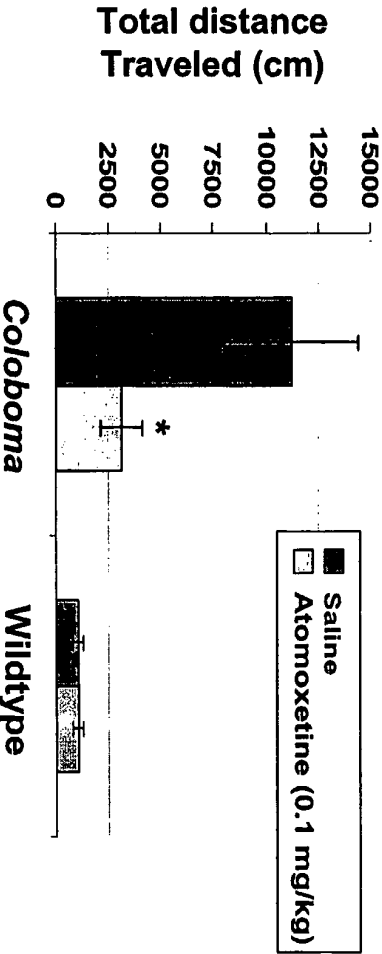 Total distance
Traveled (cm)
15000
12500
10000
7500
5000
2500
0
*
Saline
Atomoxetine (0.1 mg/kg)
Coloboma
Wildtype